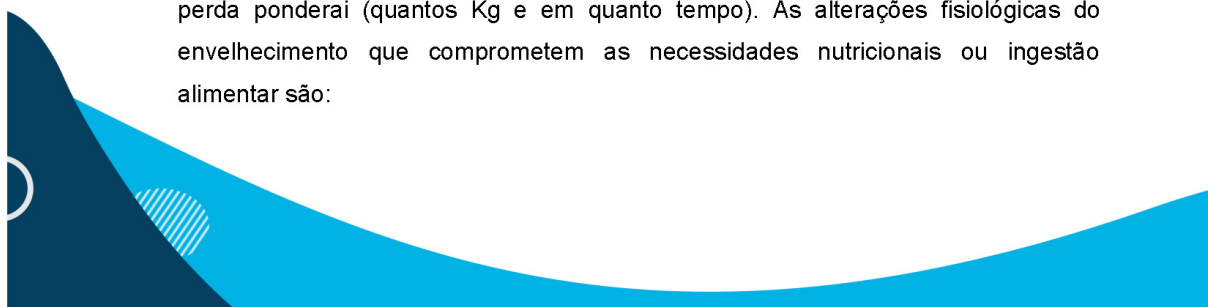 perda ponderai (quantos Kg e em quanto tempo). As alterações fisiológicas do
envelhecimento que comprometem as necessidades nutricionais ou ingestão
alimentar são: